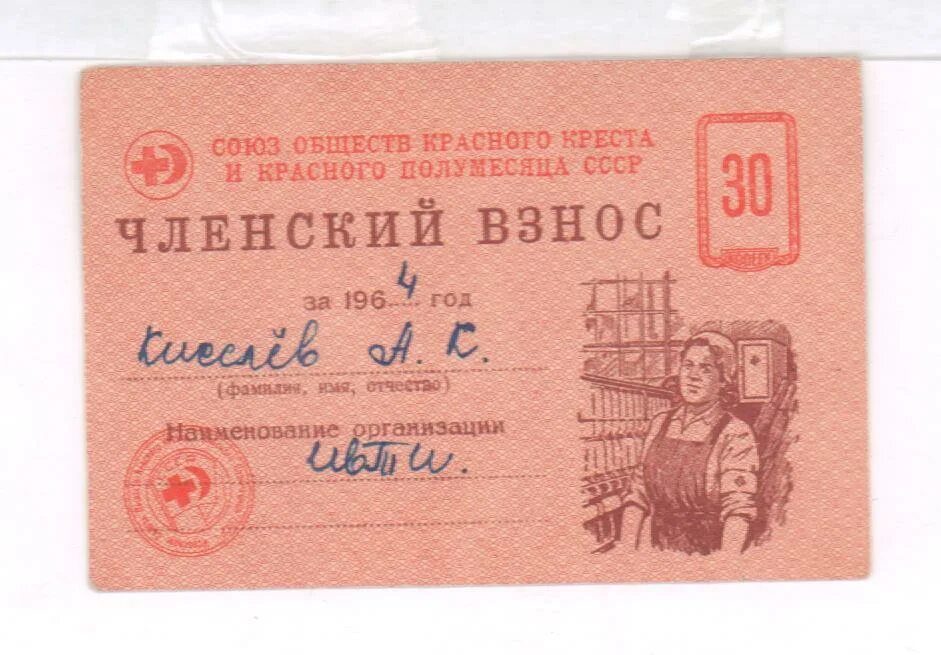 СОЮЗ ОБЩЕСТВ КРАСНОГО КРЕСТА
И КРАСНОГО ПОЛУМЕСЯЦА СССР
30
КОПЕЕК
ЧЛЕНСКИЙ ВЗНОС
за 1964 год
Киселёв А. К.
(фамилия, имя, отчество)
Наименование организации
ИвТИ.